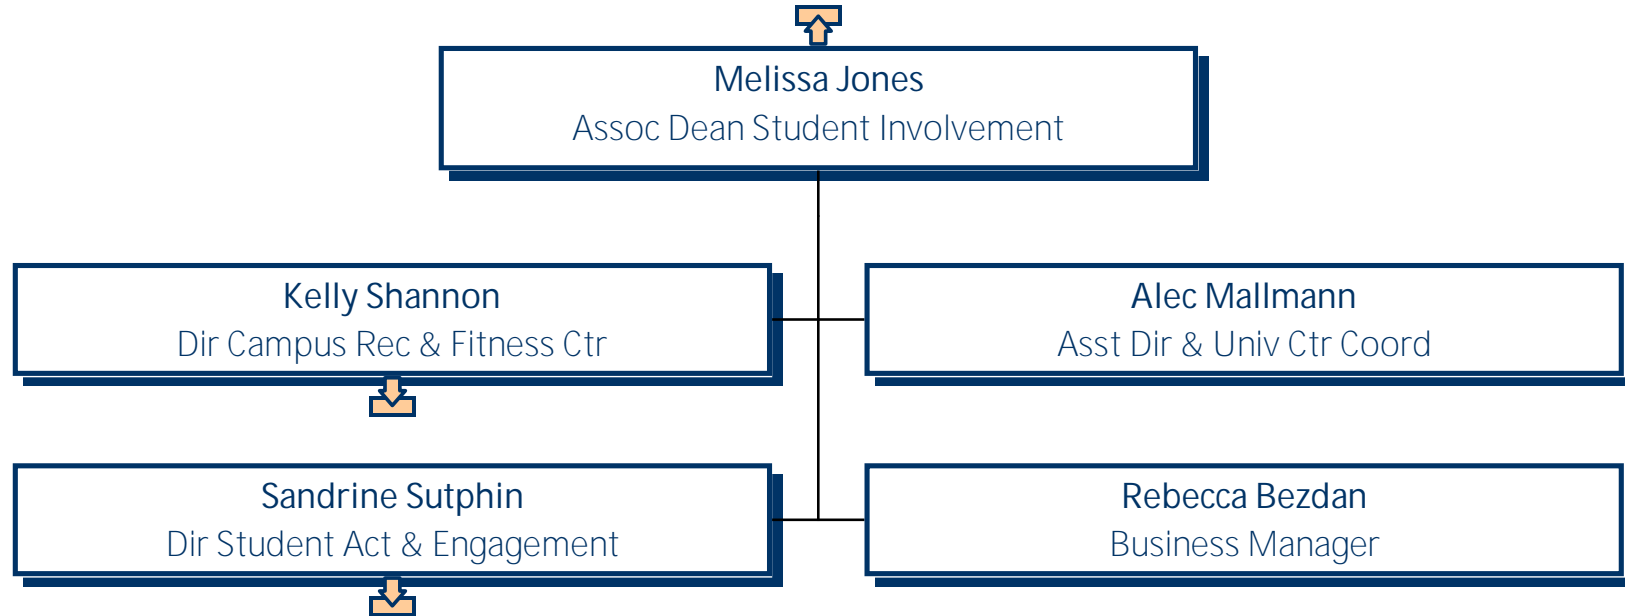 Melissa Jones
Assoc Dean Student Involvement
Kelly Shannon
Dir Campus Rec & Fitness Ctr
Alec Mallmann
Asst Dir & Univ Ctr Coord
Sandrine Sutphin
Dir Student Act & Engagement
Rebecca Bezdan
Business Manager